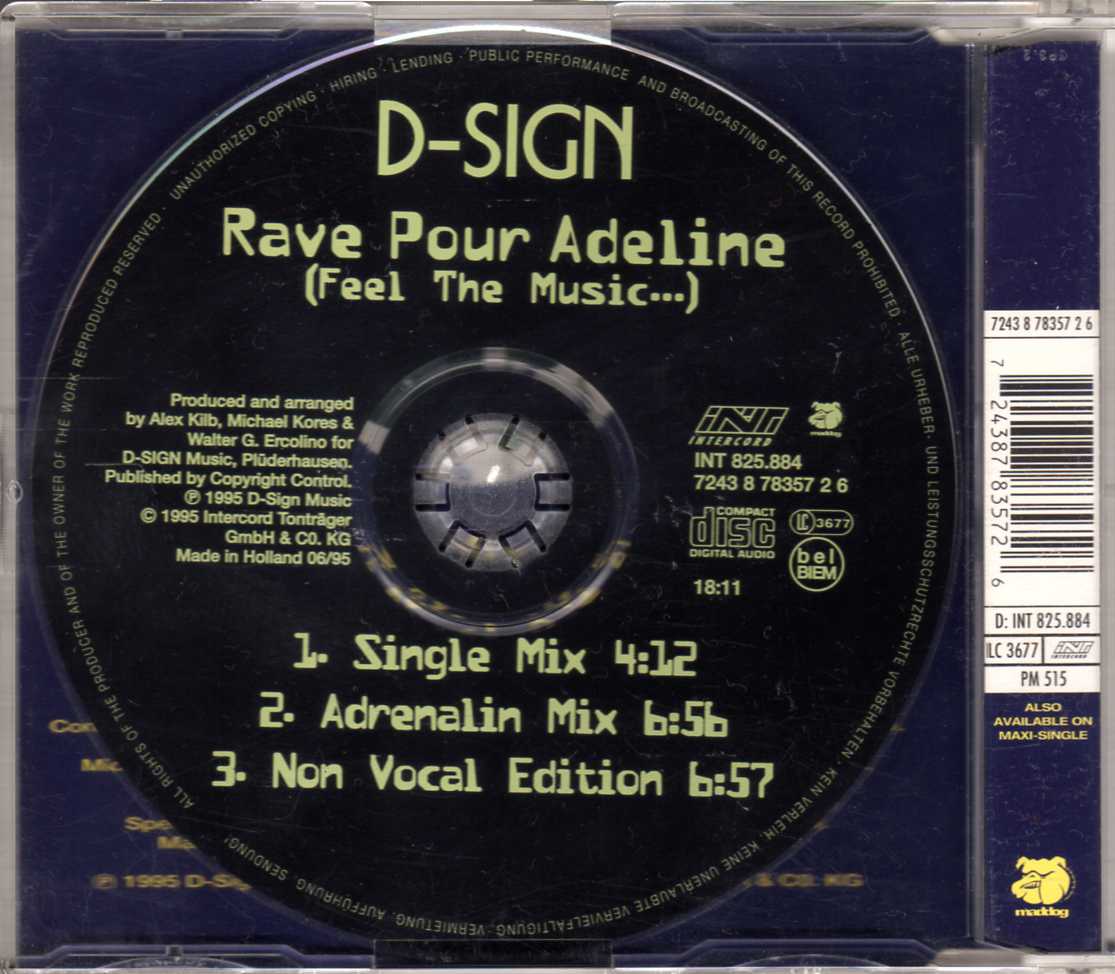 ALL RIGHTS OF THE PRODUCER AND OF THE OWNER OF THE WORK REPRODUCED RESERVED · UNAUTHORIZED COPYING · HIRING · LENDING · PUBLIC PERFORMANCE AND BROADCASTING OF THIS RECORD PROHIBITED · ALLE URHEBER- UND LEISTUNGSSCHUTZRECHTE VORBEHALTEN · KEIN VERLEIH, KEINE UNERLAUBTE VERVIELFÄLTIGUNG, VERMIETUNG, AUFFÜHRUNG, SENDUNG!
D-SIGN
Rave Pour Adeline
(Feel The Music...)
Produced and arranged
by Alex Kilb, Michael Kores &
Walter G. Ercolino for
D-SIGN Music, Plüderhausen.
Published by Copyright Control.
℗ 1995 D-Sign Music
© 1995 Intercord Tonträger
GmbH & C0. KG
Made in Holland 06/95
INT
INTERCORD
maddog
INT 825.884
7243 8 78357 2 6
COMPACT
disc
DIGITAL AUDIO
LC 3677
bel
BIEM
18:11
1. Single Mix 4:12
2. Adrenalin Mix 6:56
3. Non Vocal Edition 6:57
℗ 1995 D-Sig
& C0. KG
7243 8 78357 2 6
7 24387 83572 6
D: INT 825.884
LC 3677
INT
INTERCORD
PM 515
ALSO
AVAILABLE ON
MAXI-SINGLE
maddog